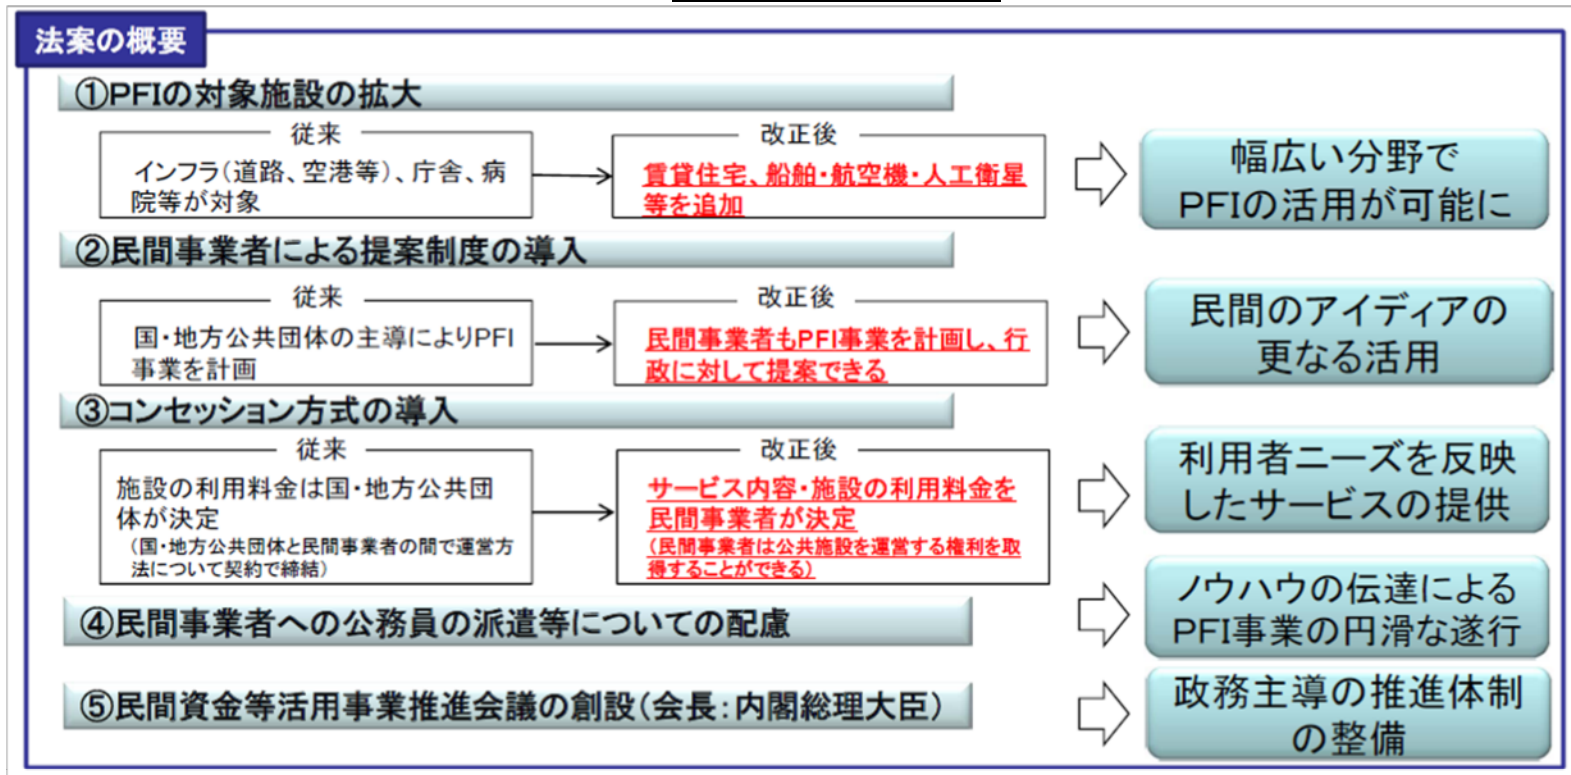 法案の概要
①PFIの対象施設の拡大
従来
インフラ(道路、空港等)、庁舎、病
院等が対象
改正後
賃貸住宅、船舶・航空機・人工衛星
等を追加
幅広い分野で
PFIの活用が可能に
②民間事業者による提案制度の導入
従来
国・地方公共団体の主導によりPFI
事業を計画
改正後
民間事業者もPFI事業を計画し、行
政に対して提案できる
民間のアイディアの
更なる活用
③コンセッション方式の導入
従来
施設の利用料金は国・地方公共団
体が決定
(国・地方公共団体と民間事業者の間で運営方
法について契約で締結)
改正後
サービス内容・施設の利用料金を
民間事業者が決定
(民間事業者は公共施設を運営する権利を取
得することができる)
利用者ニーズを反映
したサービスの提供
④民間事業者への公務員の派遣等についての配慮
ノウハウの伝達による
PFI事業の円滑な遂行
⑤民間資金等活用事業推進会議の創設(会長:内閣総理大臣)
政務主導の推進体制
の整備